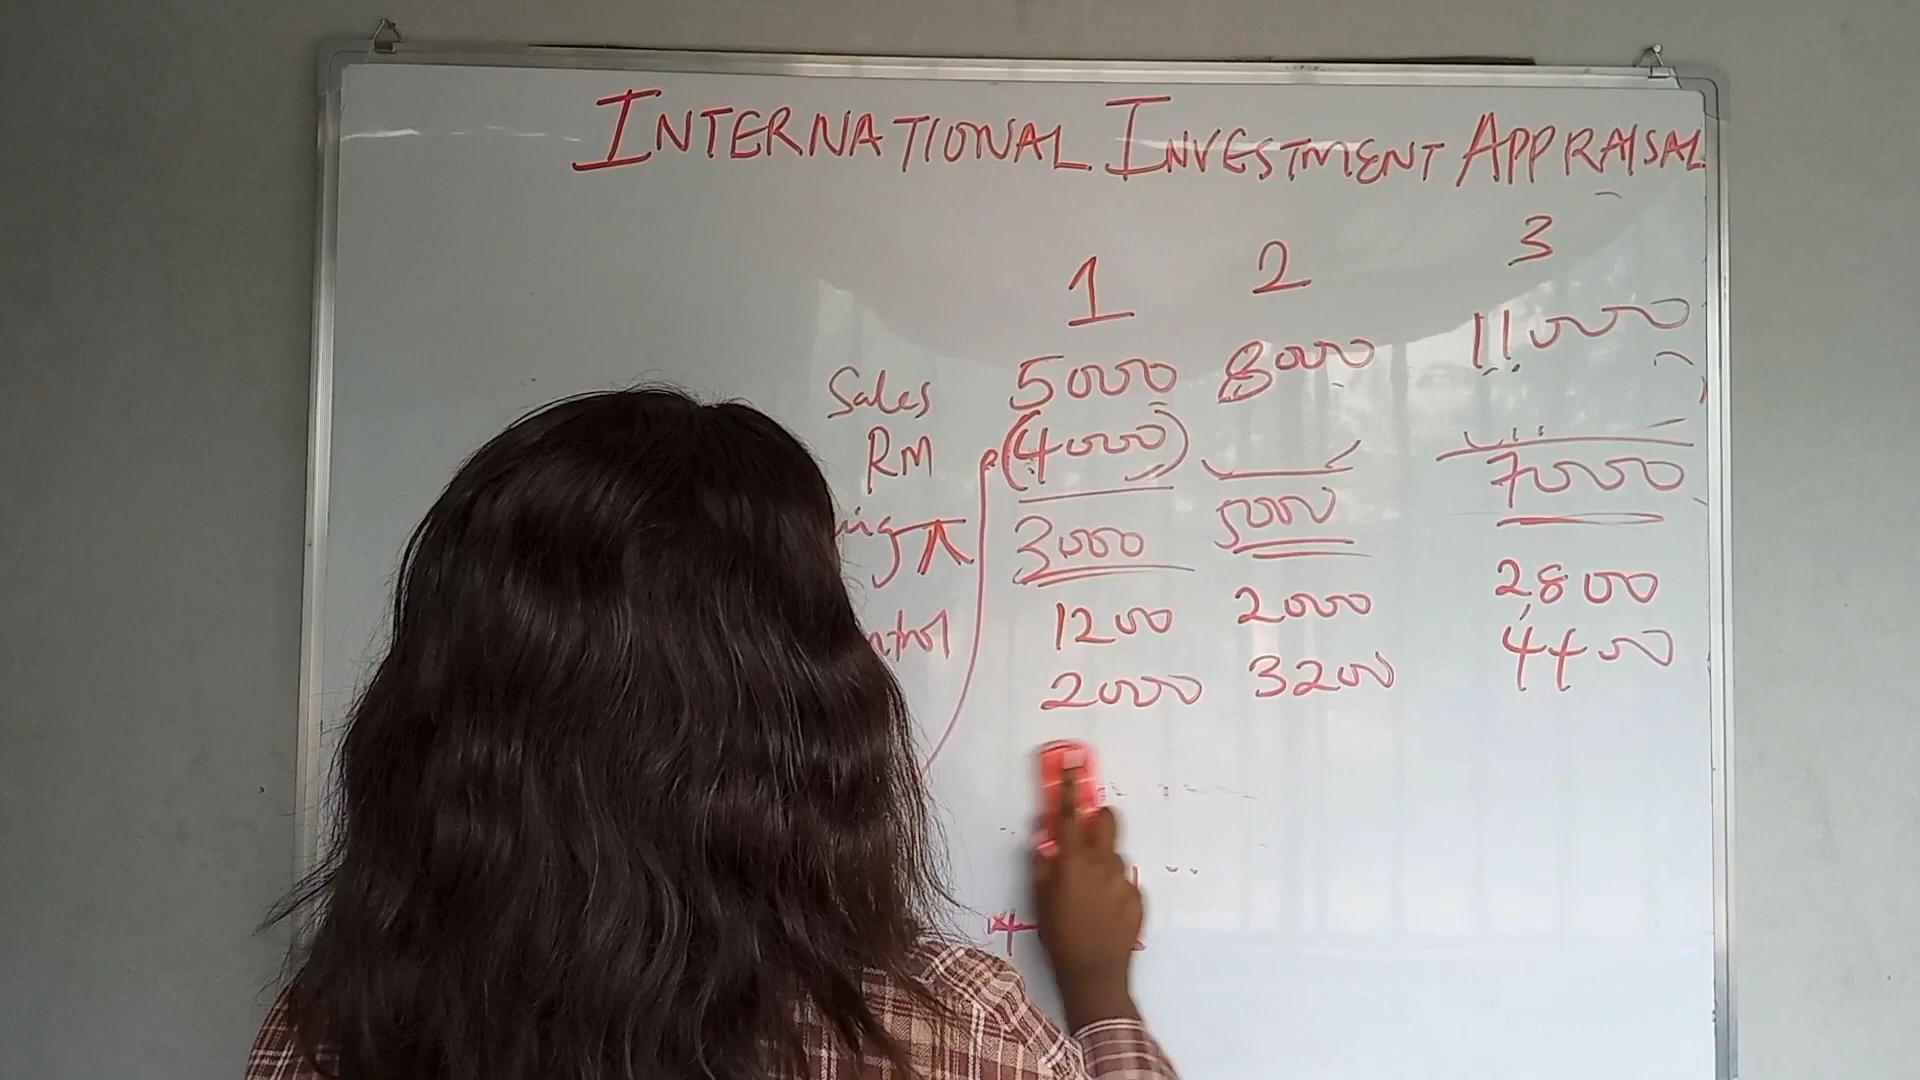 INTERNATIONAL INVESTMENT APPRAISAL
1 2 3
Sales 5000 8000 11000
RM (4000)
3000 5000 7000
1200 2000 2800
2000 3200 4400